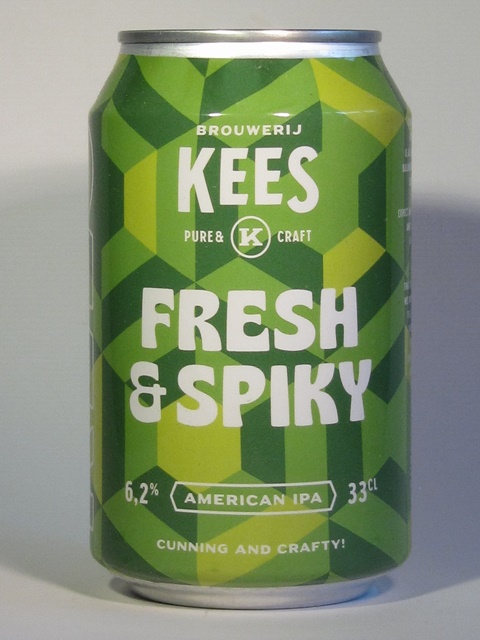 BROUWERIJ
KEES
PURE & K CRAFT
FRESH
& SPIKY
6,2% AMERICAN IPA 33CL
CUNNING AND CRAFTY!